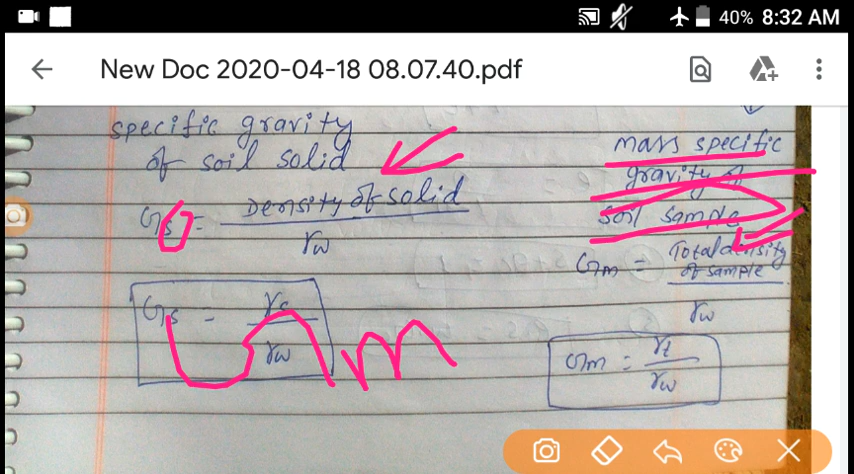 40% 8:32 AM
New Doc 2020-04-18 08.07.40.pdf
specific gravity
of soil solid
Gs = Density of solid
γw
Gs = γs
γw
mass specific
gravity of
soil sample
Gm = Total density
of sample
γw
Gm = γt
γw
m